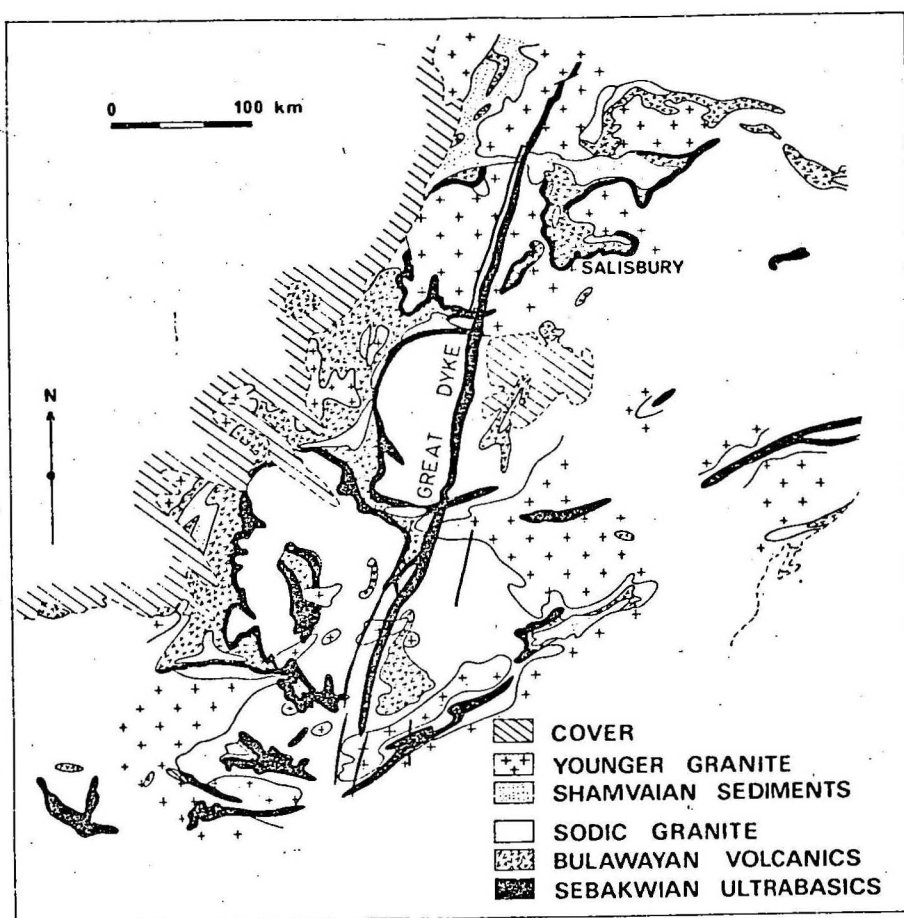 0 100 km
SALISBURY
N
GREAT DYKE
COVER
YOUNGER GRANITE
SHAMVAIAN SEDIMENTS
SODIC GRANITE
BULAWAYAN VOLCANICS
SEBAKWIAN ULTRABASICS